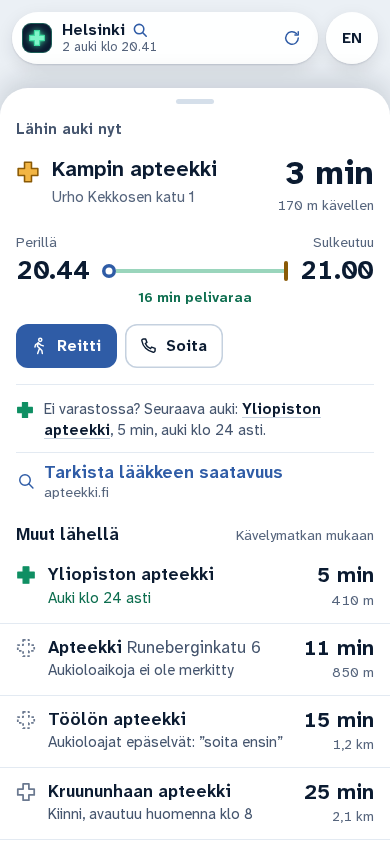 Helsinki
2 auki klo 20.41
EN
Lähin auki nyt
Kampin apteekki
3 min
Urho Kekkosen katu 1
170 m kävellen
Perillä
Sulkeutuu
20.44
21.00
16 min pelivaraa
Reitti
Soita
Ei varastossa? Seuraava auki: Yliopiston
apteekki, 5 min, auki klo 24 asti.
Tarkista lääkkeen saatavuus
apteekki.fi
Muut lähellä
Kävelymatkan mukaan
Yliopiston apteekki
5 min
Auki klo 24 asti
410 m
Apteekki Runeberginkatu 6
11 min
Aukioloaikoja ei ole merkitty
850 m
Töölön apteekki
15 min
Aukioloajat epäselvät: ”soita ensin”
1,2 km
Kruununhaan apteekki
25 min
Kiinni, avautuu huomenna klo 8
2,1 km